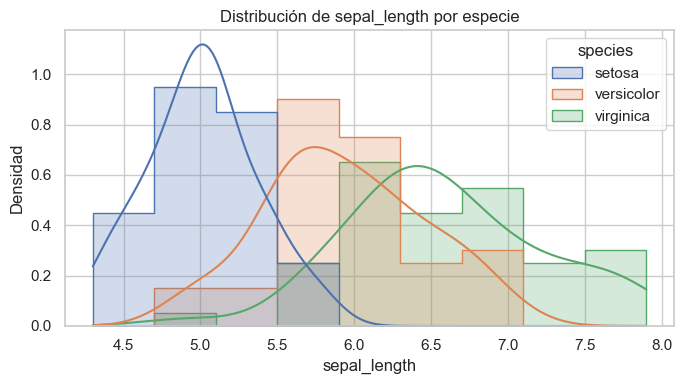 Distribución de sepal_length por especie
species
setosa
versicolor
virginica
Densidad
1.0
0.8
0.6
0.4
0.2
0.0
4.5 5.0 5.5 6.0 6.5 7.0 7.5 8.0
sepal_length